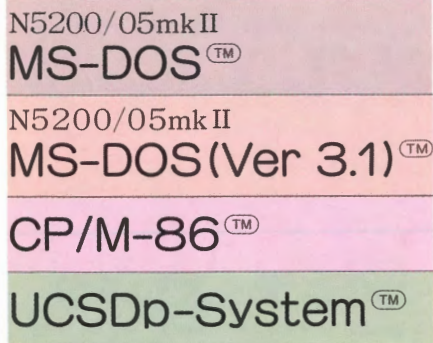 N5200/05mkII
MS-DOS™
N5200/05mkII
MS-DOS(Ver 3.1)™
CP/M-86™
UCSDp-System™